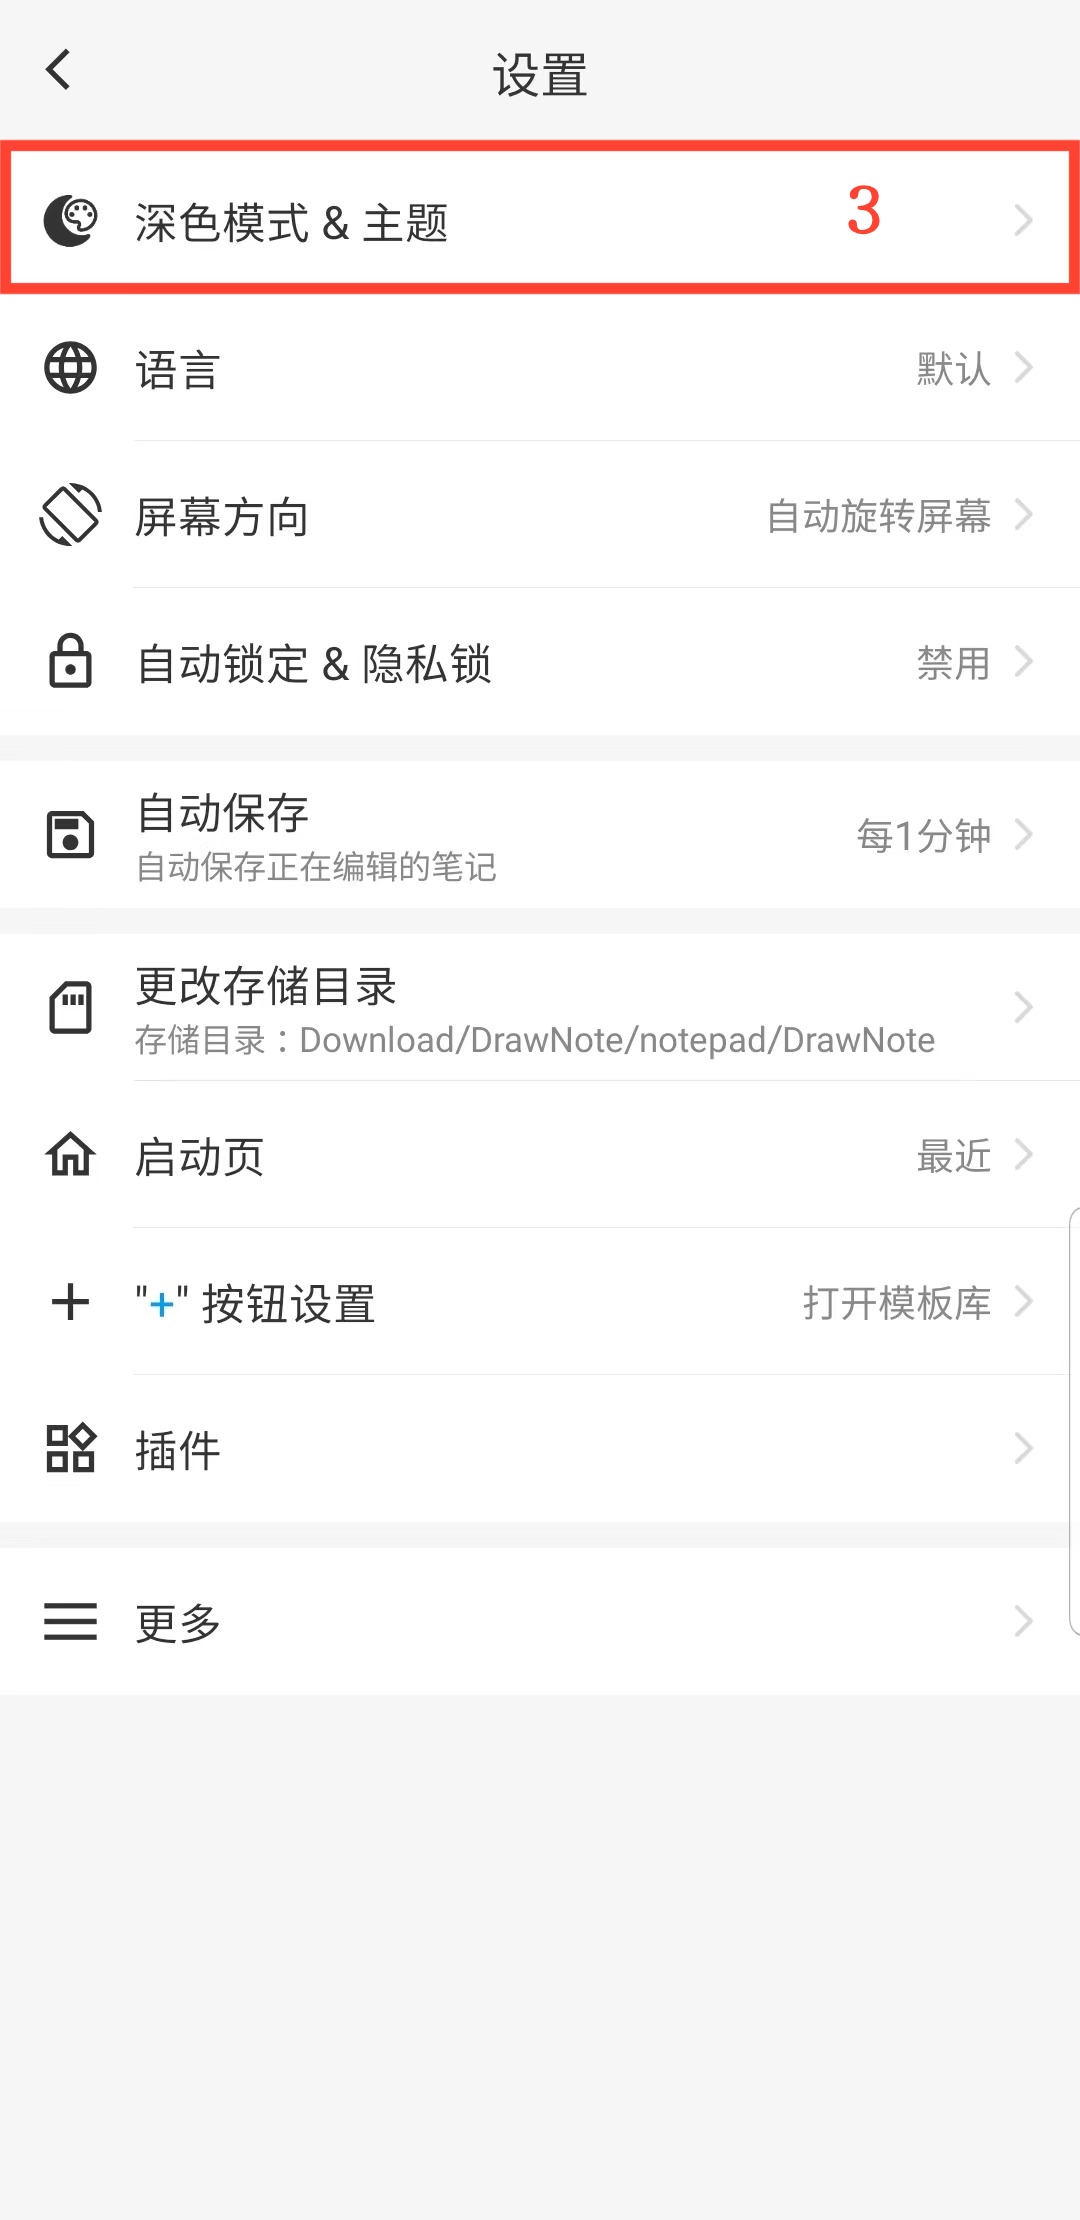 设置
深色模式 & 主题 3
语言 默认
屏幕方向 自动旋转屏幕
自动锁定 & 隐私锁 禁用
自动保存
自动保存正在编辑的笔记 每1分钟
更改存储目录
存储目录：Download/DrawNote/notepad/DrawNote
启动页 最近
"+" 按钮设置 打开模板库
插件
更多